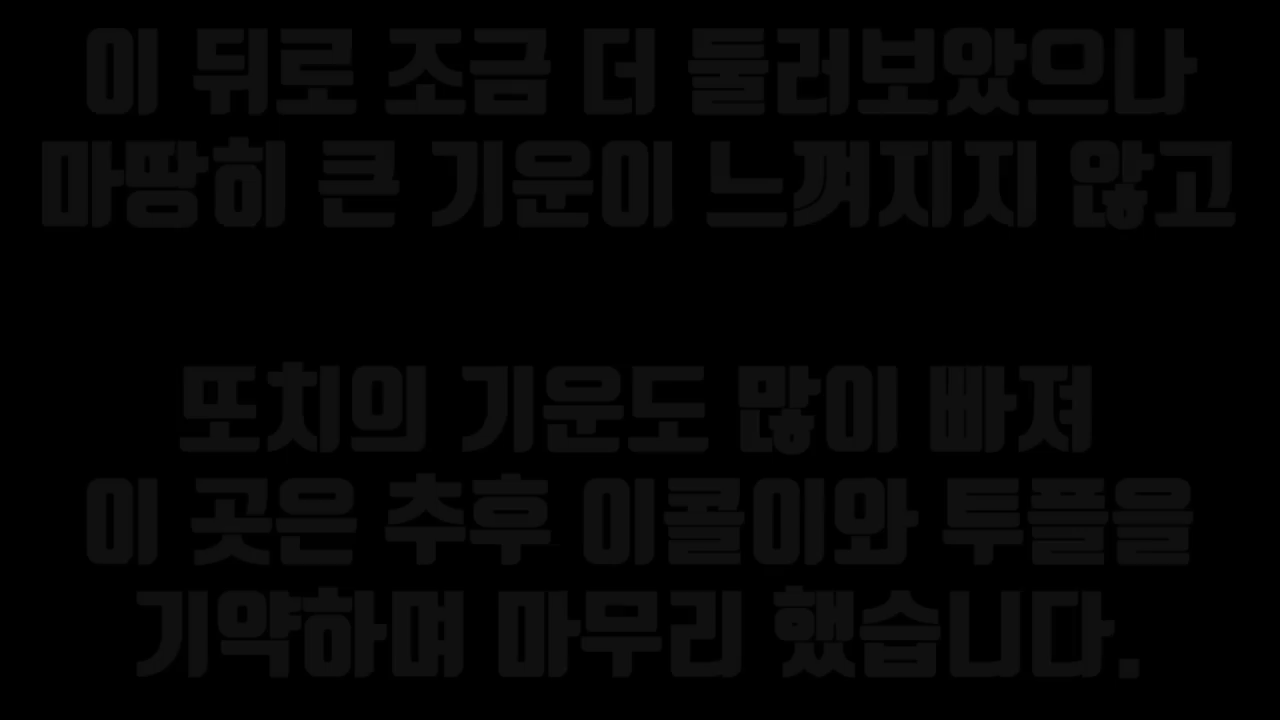 이 뒤로 조금 더 둘러보았으나
마땅히 큰 기운이 느껴지지 않고
또치의 기운도 많이 빠져
이 곳은 추후 이콜이와 투플을
기약하며 마무리 했습니다.